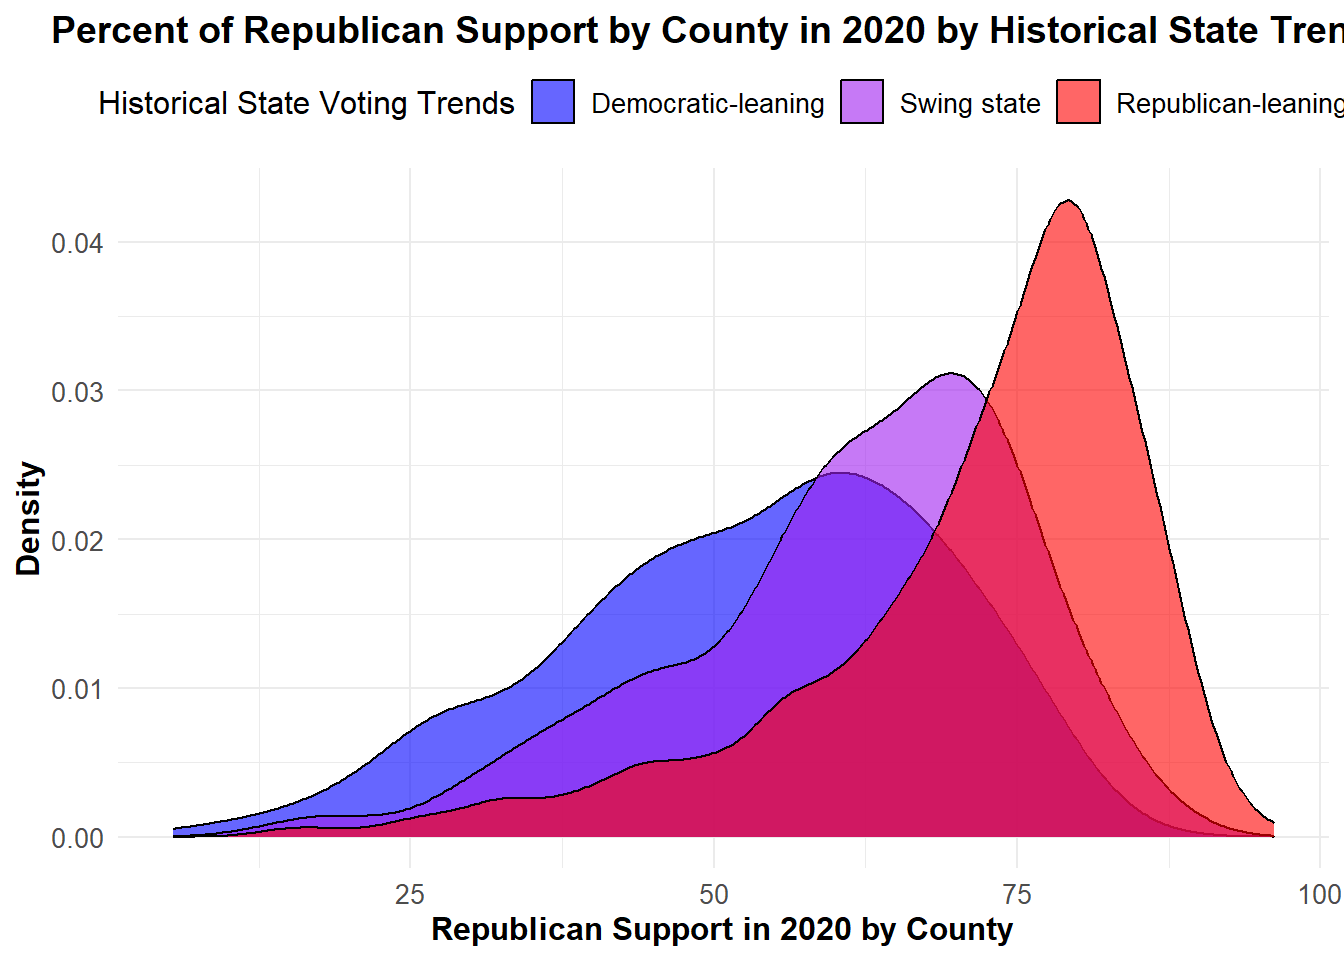 Percent of Republican Support by County in 2020 by Historical State Tren
Historical State Voting Trends Democratic-leaning Swing state Republican-leaning
0.04
0.03
0.02
0.01
0.00
Density
25 50 75 100
Republican Support in 2020 by County